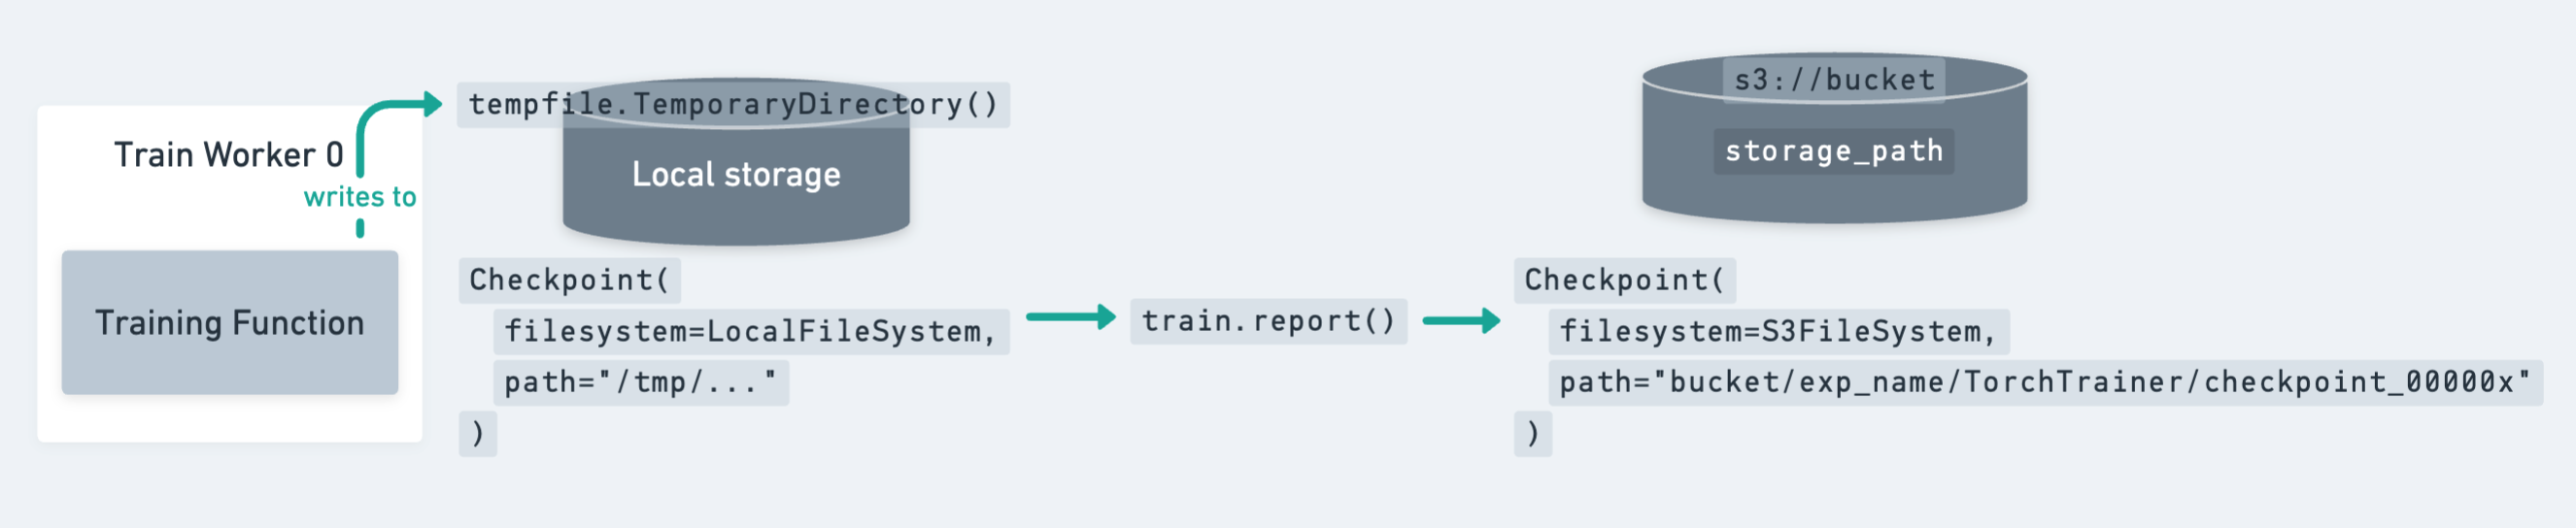 Train Worker 0
writes to
Training Function
tempfile.TemporaryDirectory()
Local storage
Checkpoint(
filesystem=LocalFileSystem,
path="/tmp/..."
)
train.report()
s3://bucket
storage_path
Checkpoint(
filesystem=S3FileSystem,
path="bucket/exp_name/TorchTrainer/checkpoint_00000x"
)